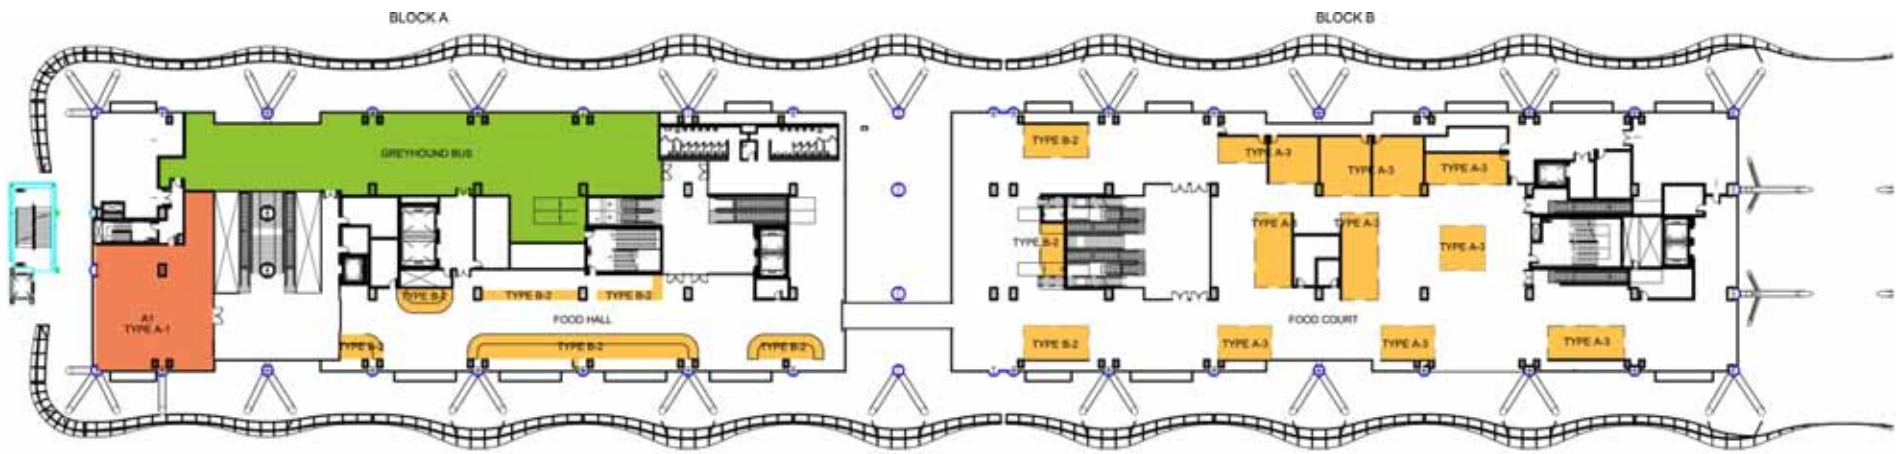 BLOCK A
BLOCK B
GREYHOUND BUS
TYPE B-2
TYPE A-3
TYPE A-3
TYPE A-3
TYPE A-3
TYPE A-3
TYPE B-2
TYPE A-3
TYPE B-2
TYPE B-2
TYPE B-2
A1
TYPE A-1
FOOD HALL
FOOD COURT
TYPE B-2
TYPE B-2
TYPE B-2
TYPE B-2
TYPE A-3
TYPE A-3
TYPE A-3